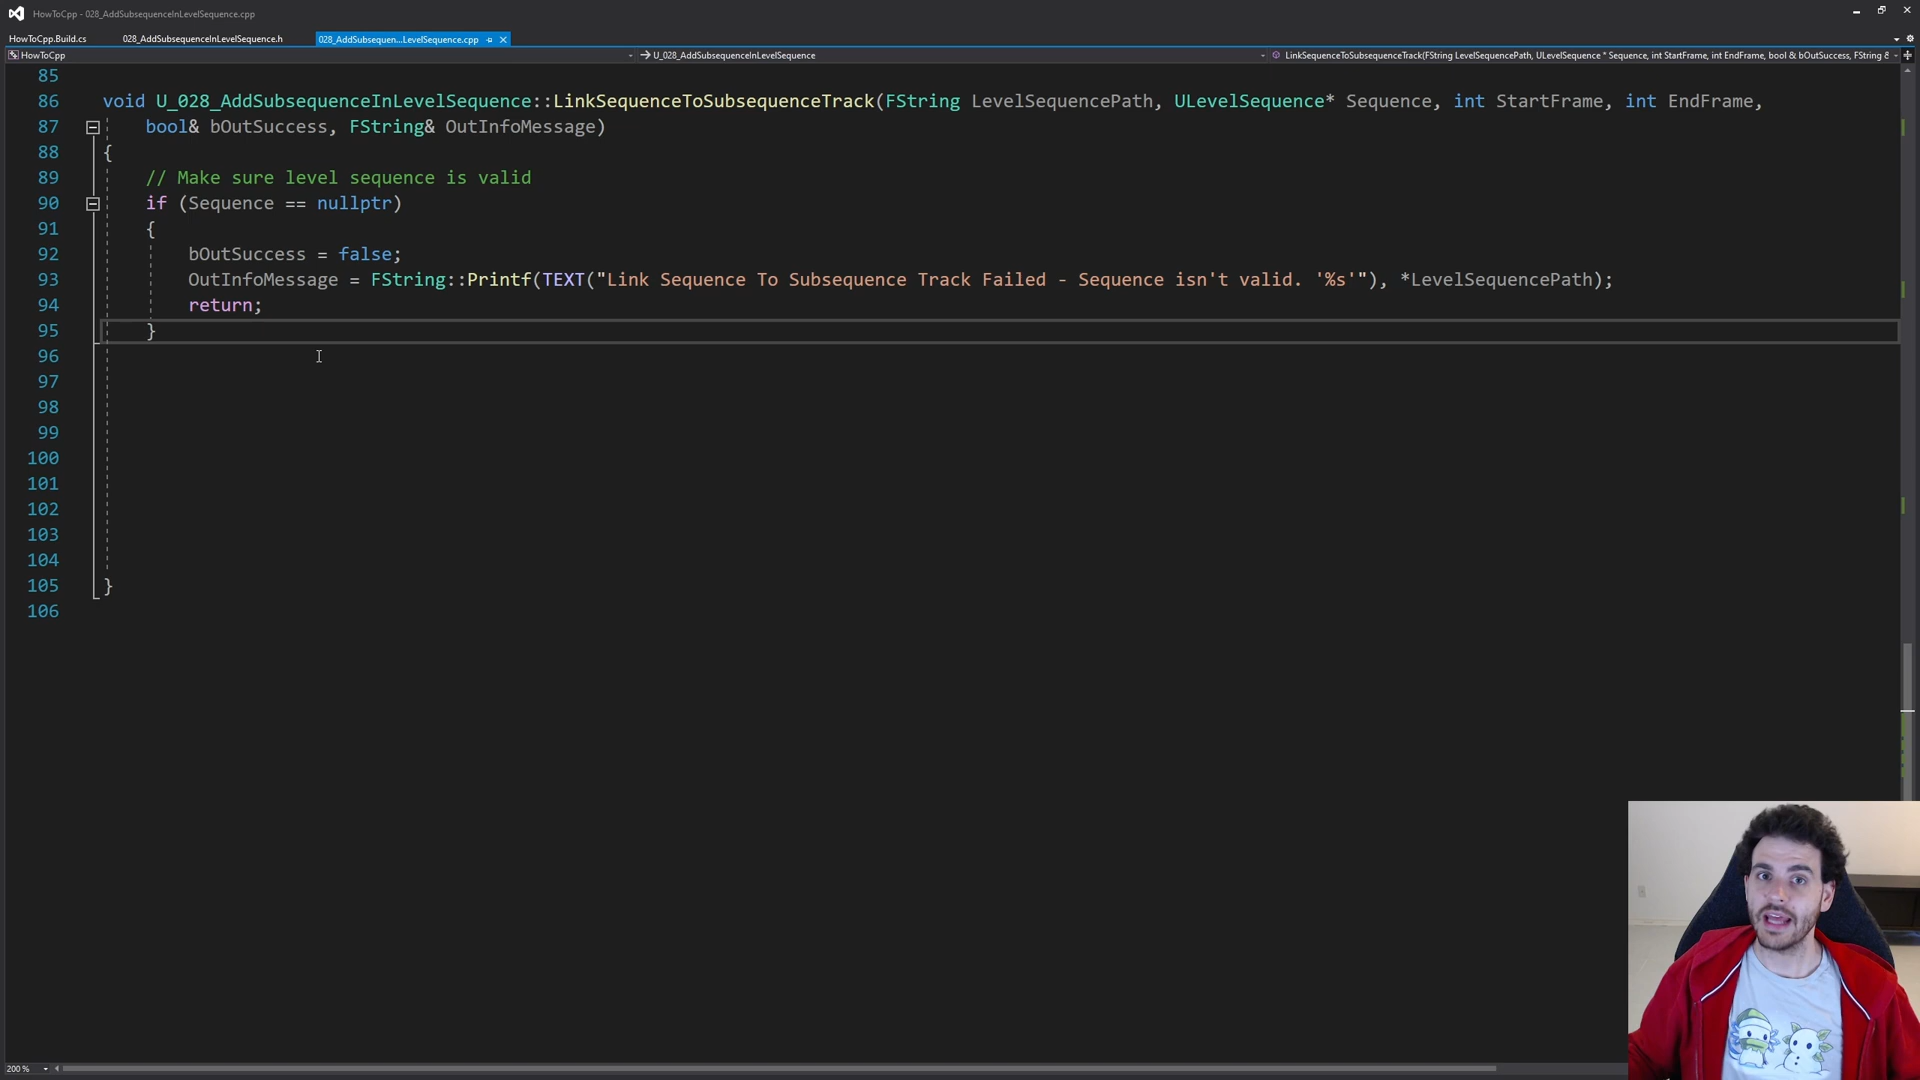 HowToCpp - 028_AddSubsequenceInLevelSequence.cpp
HowToCpp.Build.cs 028_AddSubsequenceInLevelSequence.h 028_AddSubsequen...LevelSequence.cpp
HowToCpp U_028_AddSubsequenceInLevelSequence LinkSequenceToSubsequenceTrack(FString LevelSequencePath, ULevelSequence * Sequence, int StartFrame, int EndFrame, bool & bOutSuccess, FString &
85
86 void U_028_AddSubsequenceInLevelSequence::LinkSequenceToSubsequenceTrack(FString LevelSequencePath, ULevelSequence* Sequence, int StartFrame, int EndFrame,
87 bool& bOutSuccess, FString& OutInfoMessage)
88 {
89 // Make sure level sequence is valid
90 if (Sequence == nullptr)
91 {
92 bOutSuccess = false;
93 OutInfoMessage = FString::Printf(TEXT("Link Sequence To Subsequence Track Failed - Sequence isn't valid. '%s'"), *LevelSequencePath);
94 return;
95 }
96
97
98
99
100
101
102
103
104
105 }
106
200 %